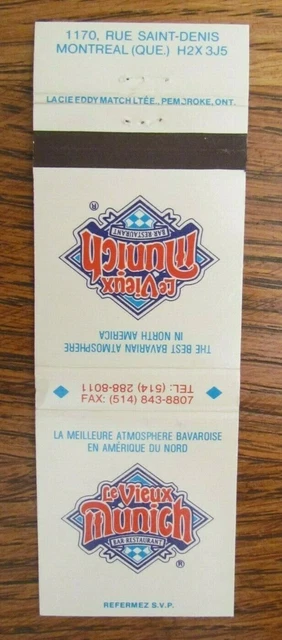 1170, RUE SAINT-DENIS
MONTREAL (QUE.) H2X 3J5
LA CIE EDDY MATCH LTÉE., PEMBROKE, ONT.
Le Vieux
Munich
BAR RESTAURANT
®
THE BEST BAVARIAN ATMOSPHERE
IN NORTH AMERICA
TEL: (514) 288-8011
FAX: (514) 843-8807
LA MEILLEURE ATMOSPHERE BAVAROISE
EN AMÉRIQUE DU NORD
Le Vieux
Munich
BAR-RESTAURANT
®
REFERMEZ S.V.P.